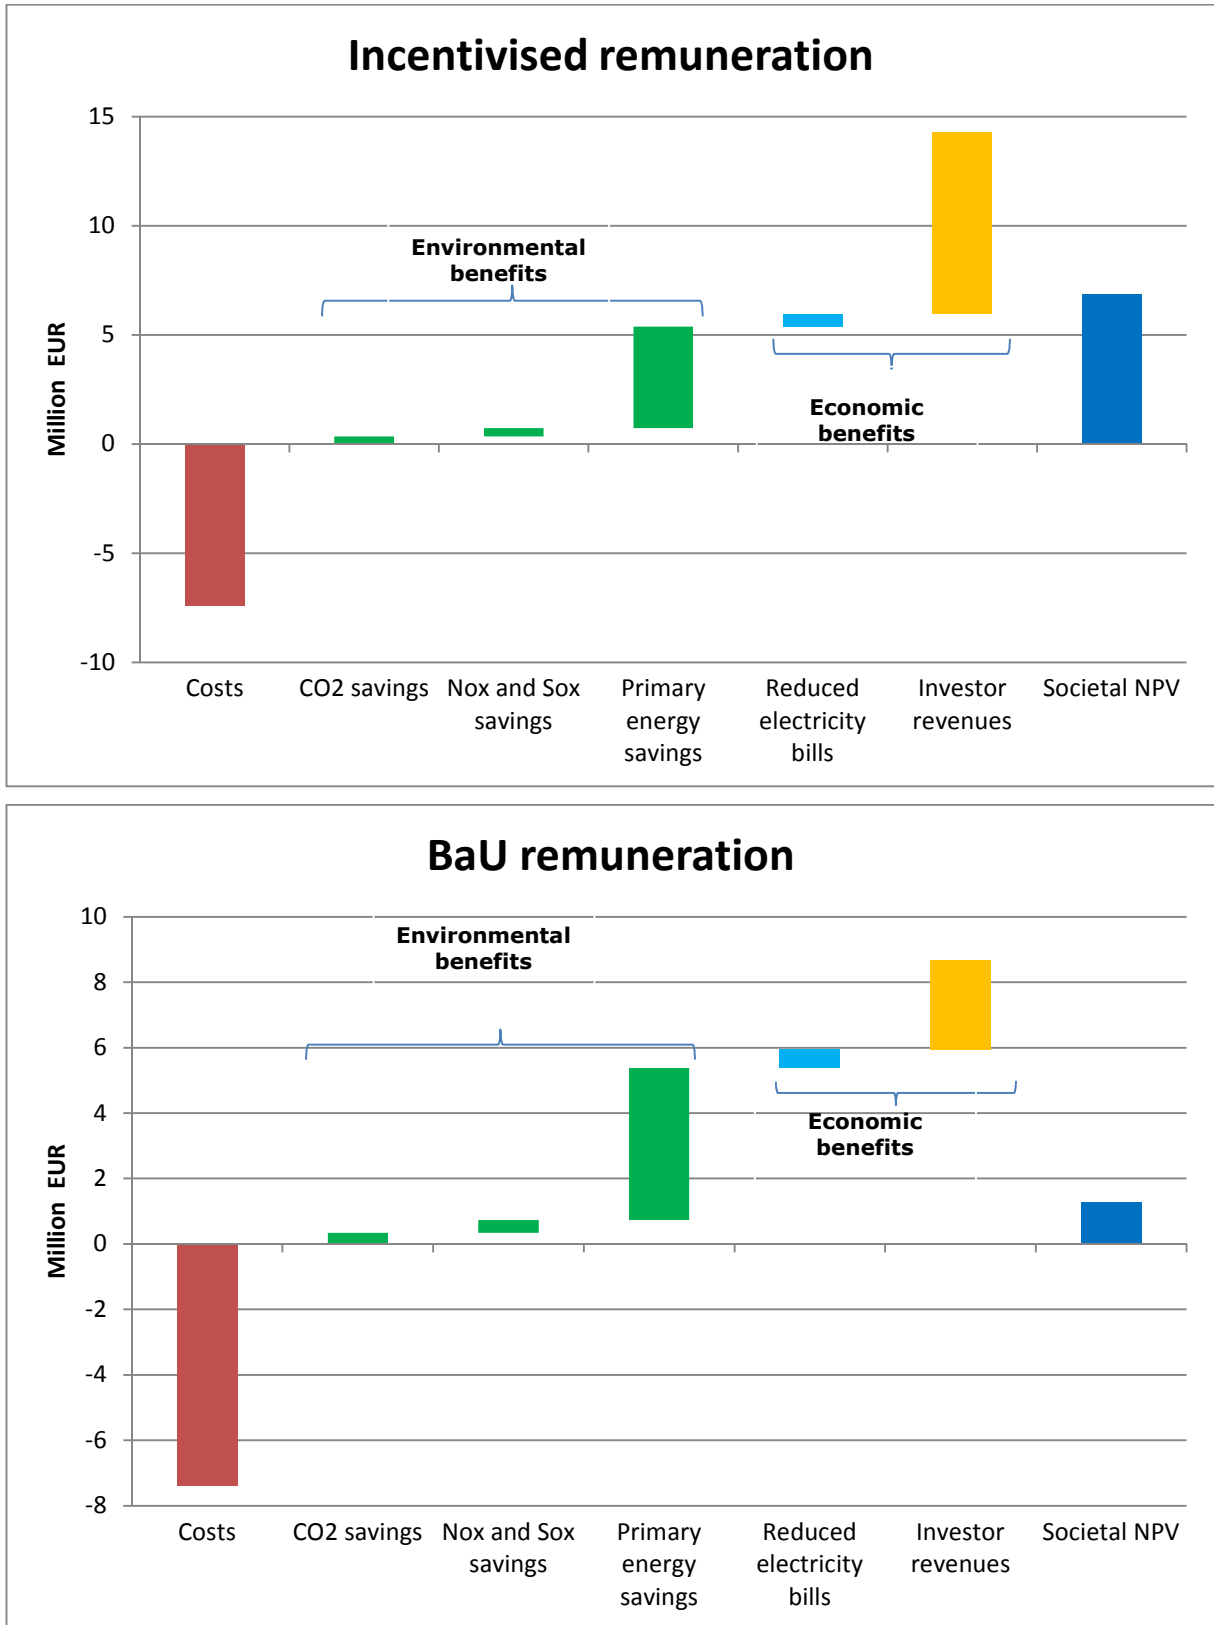 Incentivised remuneration
15
10
5
0
-5
-10
Million EUR
Environmental
benefits
Economic
benefits
Costs
CO2 savings
Nox and Sox
savings
Primary
energy
savings
Reduced
electricity
bills
Investor
revenues
Societal NPV
BaU remuneration
10
8
6
4
2
0
-2
-4
-6
-8
Million EUR
Environmental
benefits
Economic
benefits
Costs
CO2 savings
Nox and Sox
savings
Primary
energy
savings
Reduced
electricity
bills
Investor
revenues
Societal NPV